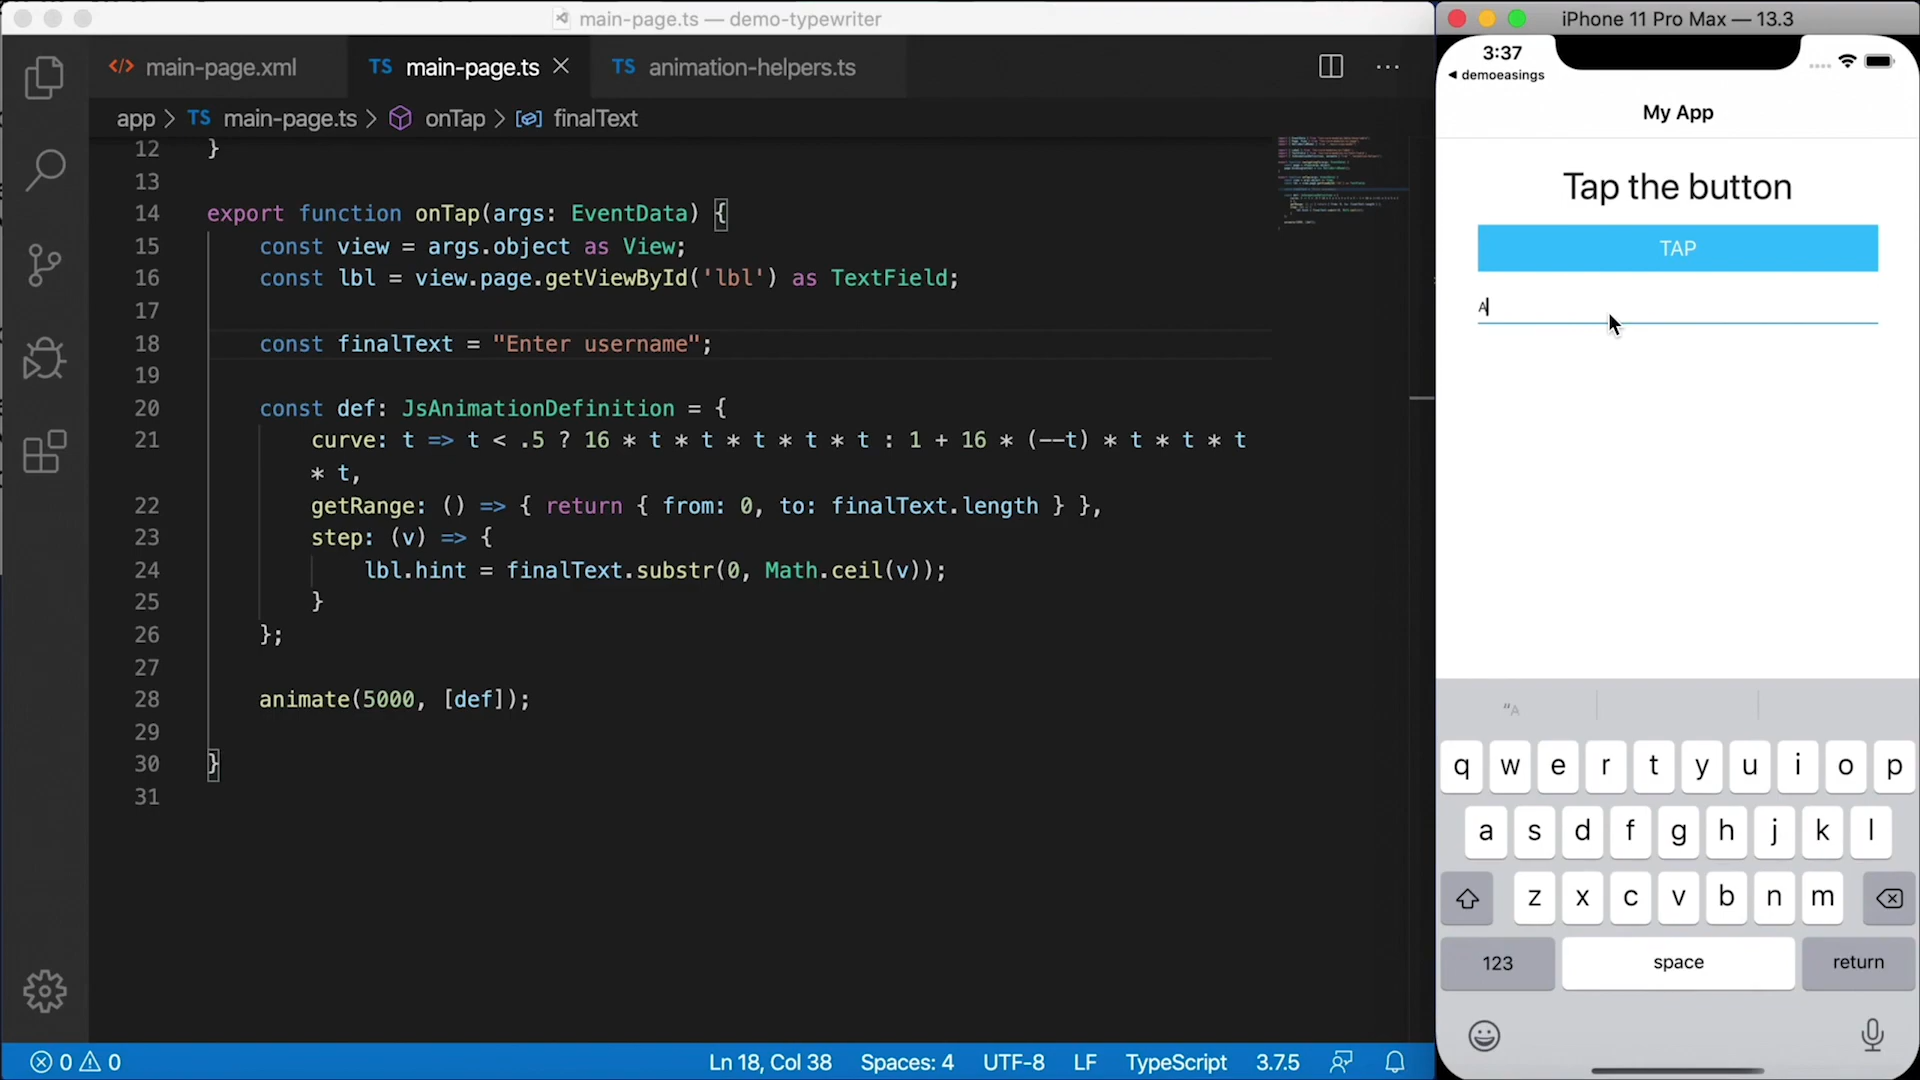 main-page.ts — demo-typewriter
main-page.xml
TS main-page.ts
TS animation-helpers.ts
app > TS main-page.ts > onTap > finalText
12 }
13
14 export function onTap(args: EventData) {
15 const view = args.object as View;
16 const lbl = view.page.getViewById('lbl') as TextField;
17
18 const finalText = "Enter username";
19
20 const def: JsAnimationDefinition = {
21 curve: t => t < .5 ? 16 * t * t * t * t * t : 1 + 16 * (--t) * t * t * t
* t,
22 getRange: () => { return { from: 0, to: finalText.length } },
23 step: (v) => {
24 lbl.hint = finalText.substr(0, Math.ceil(v));
25 }
26 };
27
28 animate(5000, [def]);
29
30 }
31
0 0
Ln 18, Col 38 Spaces: 4 UTF-8 LF TypeScript 3.7.5
iPhone 11 Pro Max — 13.3
3:37
◀ demoeasings
My App
Tap the button
TAP
A
“A
q w e r t y u i o p
a s d f g h j k l
z x c v b n m
123 space return